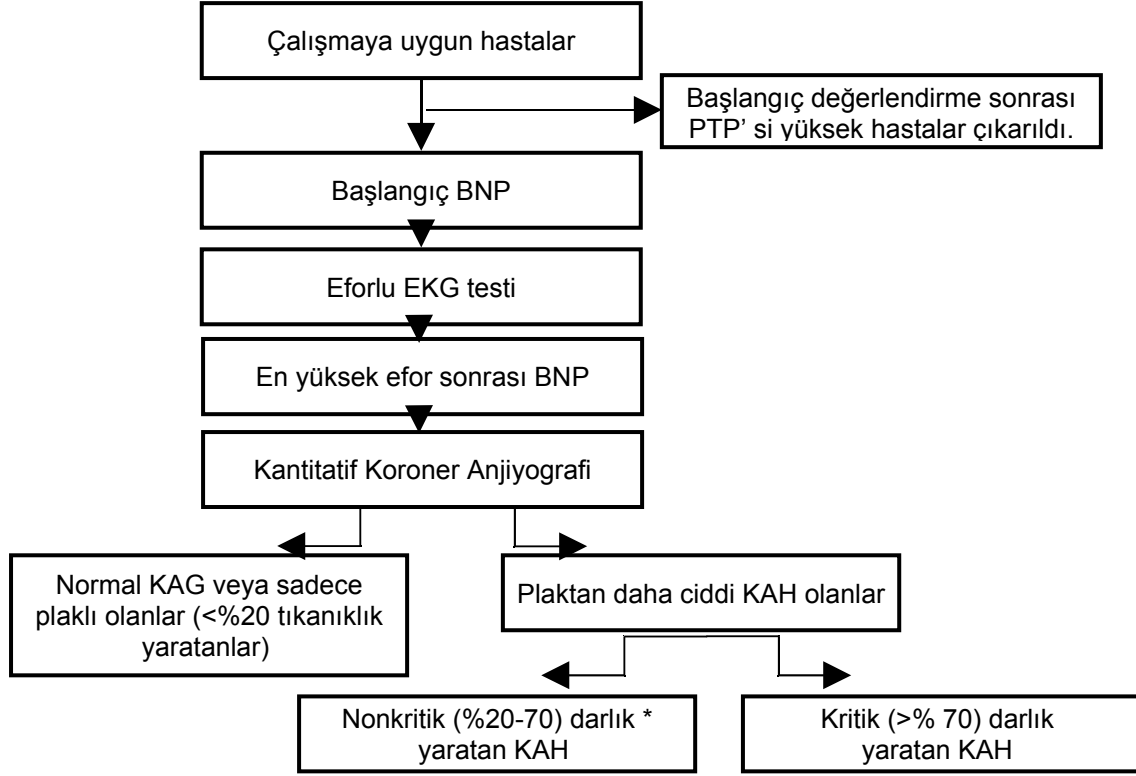 Çalışmaya uygun hastalar
Başlangıç değerlendirme sonrası
PTP’ si yüksek hastalar çıkarıldı.
Başlangıç BNP
Eforlu EKG testi
En yüksek efor sonrası BNP
Kantitatif Koroner Anjiyografi
Normal KAG veya sadece
plaklı olanlar (<%20 tıkanıklık
yaratanlar)
Plaktan daha ciddi KAH olanlar
Nonkritik (%20-70) darlık *
yaratan KAH
Kritik (>% 70) darlık
yaratan KAH